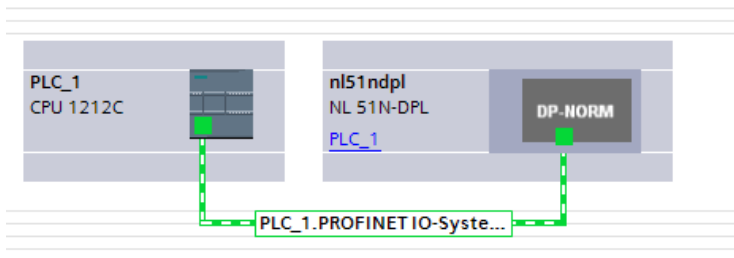 PLC_1
CPU 1212C
nl51ndpl
NL 51N-DPL
PLC_1
DP-NORM
PLC_1.PROFINET IO-Syste...